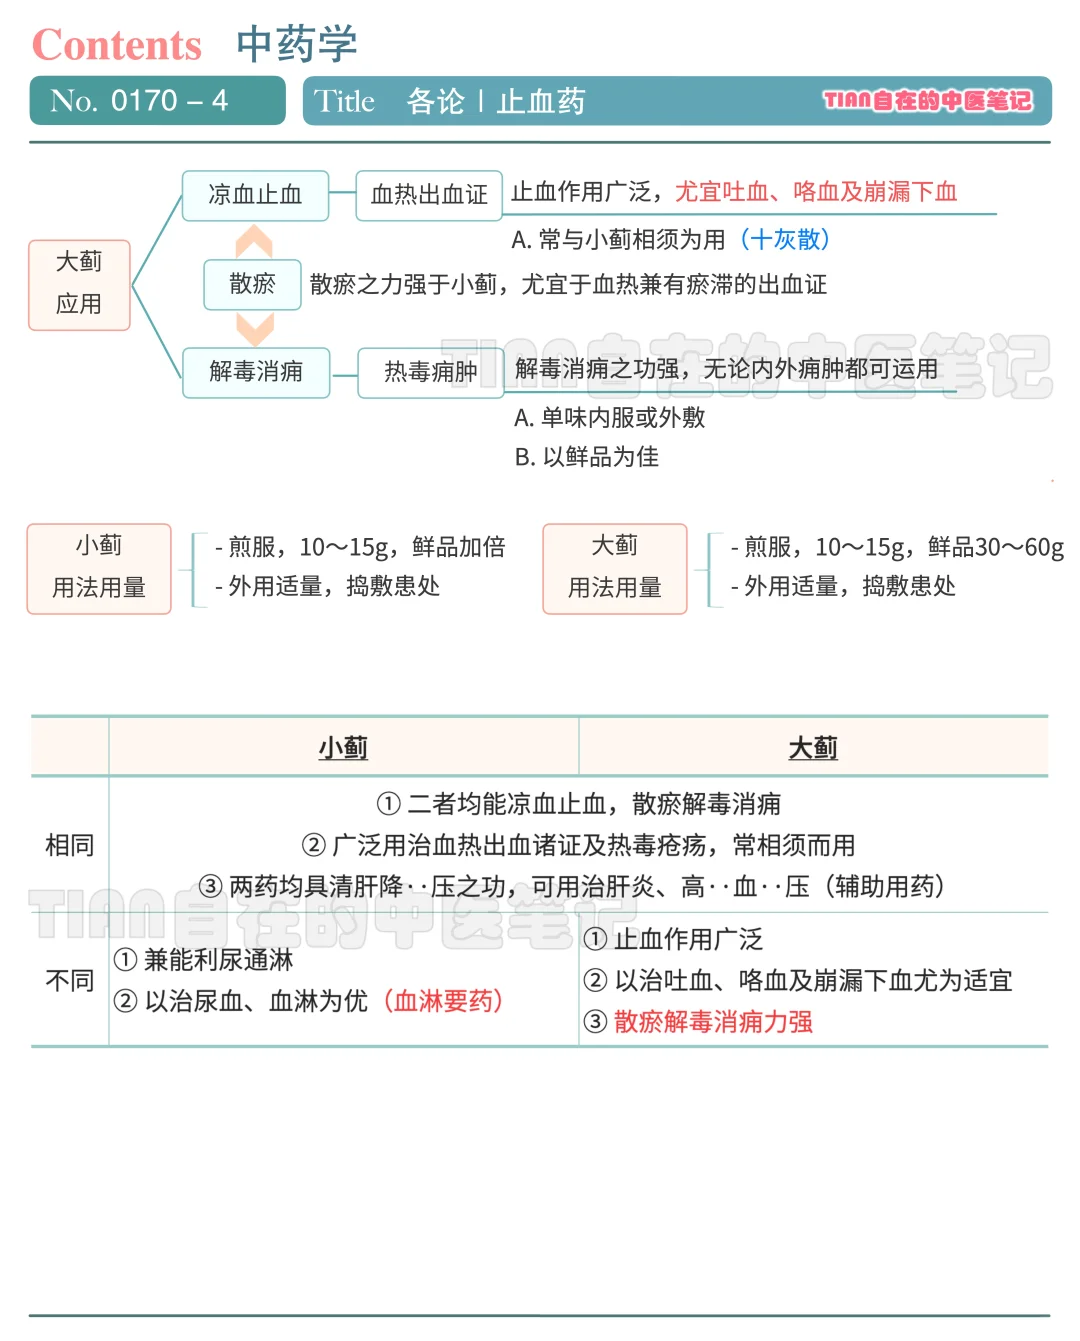 Contents 中药学
No. 0170 – 4
Title 各论 | 止血药
TIAN自在的中医笔记
大蓟
应用
凉血止血
血热出血证
止血作用广泛，尤宜吐血、咯血及崩漏下血
A. 常与小蓟相须为用（十灰散）
散瘀
散瘀之力强于小蓟，尤宜于血热兼有瘀滞的出血证
解毒消痈
热毒痈肿
解毒消痈之功强，无论内外痈肿都可运用
A. 单味内服或外敷
B. 以鲜品为佳
TIAN自在的中医笔记
小蓟
用法用量
- 煎服，10～15g，鲜品加倍
- 外用适量，捣敷患处
大蓟
用法用量
- 煎服，10～15g，鲜品30～60g
- 外用适量，捣敷患处
小蓟
大蓟
相同
① 二者均能凉血止血，散瘀解毒消痈
② 广泛用治血热出血诸证及热毒疮疡，常相须而用
③ 两药均具清肝降··压之功，可用治肝炎、高··血··压（辅助用药）
TIAN自在的中医笔记
不同
① 兼能利尿通淋
② 以治尿血、血淋为优（血淋要药）
① 止血作用广泛
② 以治吐血、咯血及崩漏下血尤为适宜
③ 散瘀解毒消痈力强